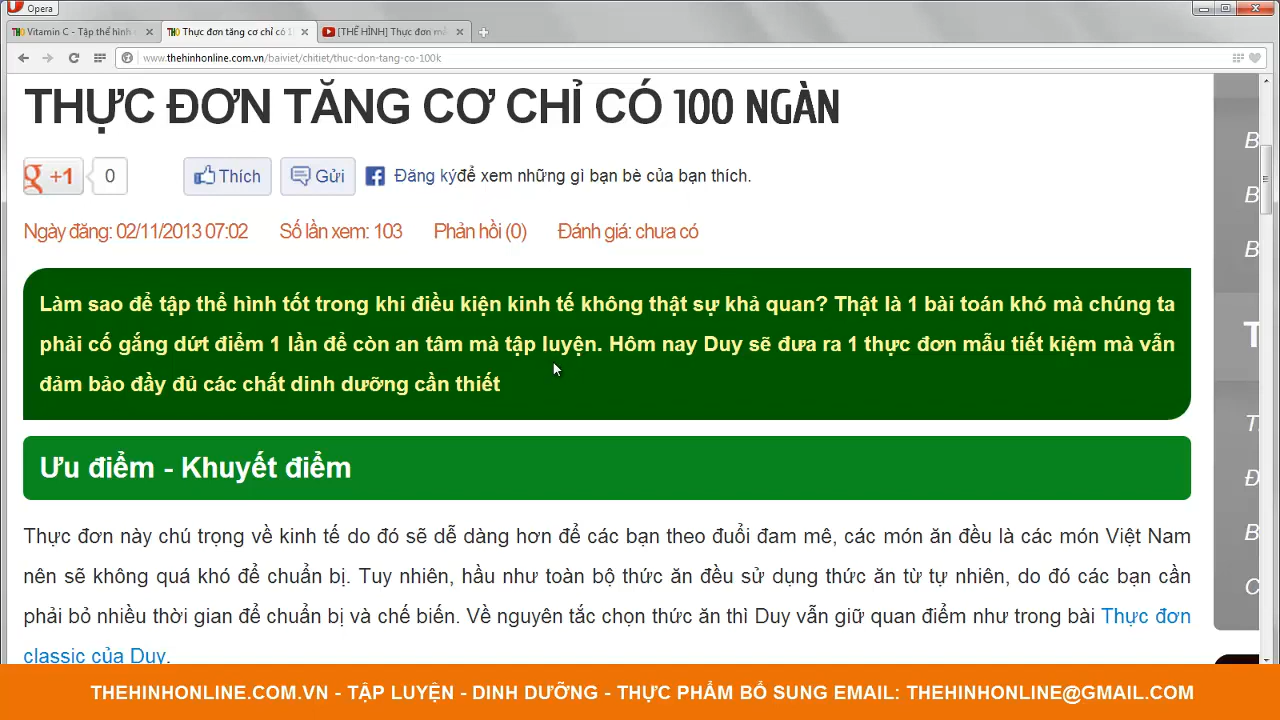 Opera
Vitamin C - Tập thể hình
Thực đơn tăng cơ chỉ có 1
[THỂ HÌNH] Thực đơn
www.thehinhonline.com.vn/baiviet/chitiet/thuc-don-tang-co-100k
THỰC ĐƠN TĂNG CƠ CHỈ CÓ 100 NGÀN
g +1 0 Thích Gửi Đăng ký để xem những gì bạn bè của bạn thích.
Ngày đăng: 02/11/2013 07:02 Số lần xem: 103 Phản hồi (0) Đánh giá: chưa có
Làm sao để tập thể hình tốt trong khi điều kiện kinh tế không thật sự khả quan? Thật là 1 bài toán khó mà chúng ta
phải cố gắng dứt điểm 1 lần để còn an tâm mà tập luyện. Hôm nay Duy sẽ đưa ra 1 thực đơn mẫu tiết kiệm mà vẫn
đảm bảo đầy đủ các chất dinh dưỡng cần thiết
Ưu điểm - Khuyết điểm
Thực đơn này chú trọng về kinh tế do đó sẽ dễ dàng hơn để các bạn theo đuổi đam mê, các món ăn đều là các món Việt Nam
nên sẽ không quá khó để chuẩn bị. Tuy nhiên, hầu như toàn bộ thức ăn đều sử dụng thức ăn từ tự nhiên, do đó các bạn cần
phải bỏ nhiều thời gian để chuẩn bị và chế biến. Về nguyên tắc chọn thức ăn thì Duy vẫn giữ quan điểm như trong bài Thực đơn
classic của Duy.
THEHINHONLINE.COM.VN - TẬP LUYỆN - DINH DƯỠNG - THỰC PHẨM BỔ SUNG EMAIL: THEHINHONLINE@GMAIL.COM